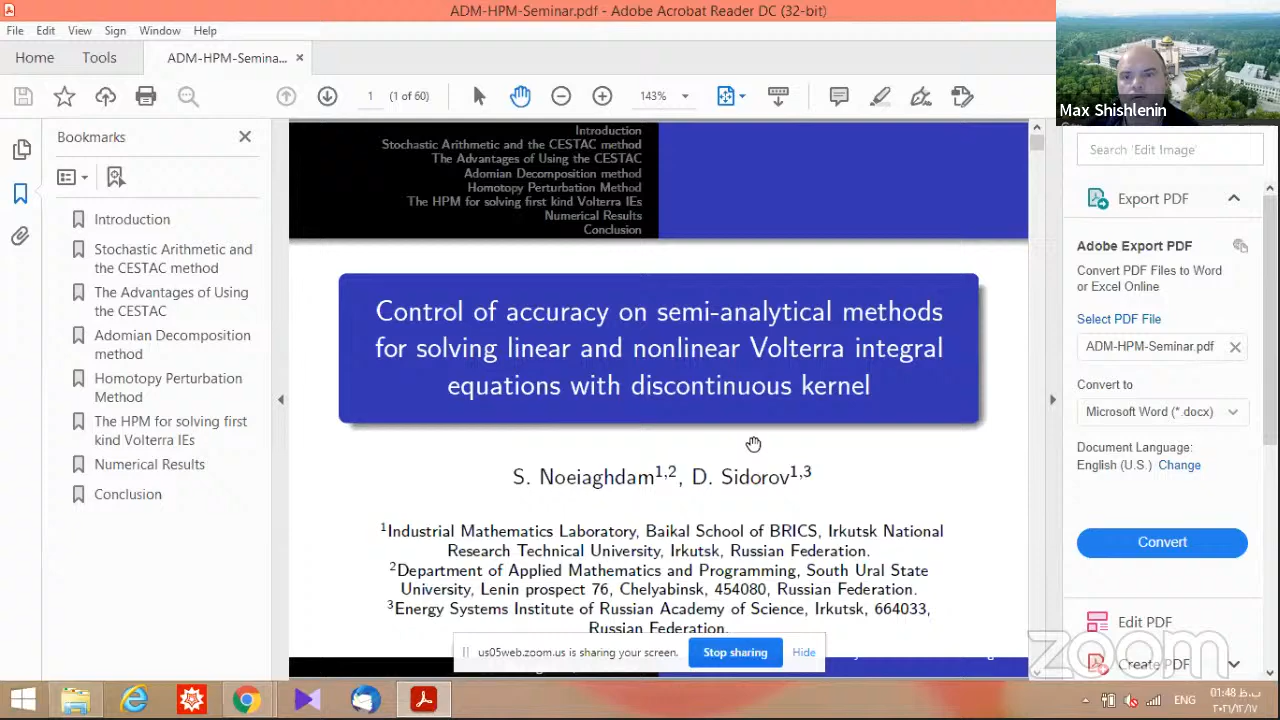 ADM-HPM-Seminar.pdf - Adobe Acrobat Reader DC (32-bit)
File Edit View Sign Window Help
Home Tools ADM-HPM-Semina... ×
1 (1 of 60) 143%
Max Shishlenin
Bookmarks
Introduction
Stochastic Arithmetic and
the CESTAC method
The Advantages of Using
the CESTAC
Adomian Decomposition
method
Homotopy Perturbation
Method
The HPM for solving first
kind Volterra IEs
Numerical Results
Conclusion
Introduction
Stochastic Arithmetic and the CESTAC method
The Advantages of Using the CESTAC
Adomian Decomposition method
Homotopy Perturbation Method
The HPM for solving first kind Volterra IEs
Numerical Results
Conclusion
Control of accuracy on semi-analytical methods
for solving linear and nonlinear Volterra integral
equations with discontinuous kernel
S. Noeiaghdam¹,², D. Sidorov¹,³
¹Industrial Mathematics Laboratory, Baikal School of BRICS, Irkutsk National
Research Technical University, Irkutsk, Russian Federation.
²Department of Applied Mathematics and Programming, South Ural State
University, Lenin prospect 76, Chelyabinsk, 454080, Russian Federation.
³Energy Systems Institute of Russian Academy of Science, Irkutsk, 664033,
Russian Federation.
us05web.zoom.us is sharing your screen. Stop sharing Hide
Search 'Edit Image'
Export PDF
Adobe Export PDF
Convert PDF Files to Word
or Excel Online
Select PDF File
ADM-HPM-Seminar.pdf
Convert to
Microsoft Word (*.docx)
Document Language:
English (U.S.) Change
Convert
Edit PDF
Create PDF
zoom
ENG
01:48 ب.ظ
۲۰۲۱/۱۲/۱۷